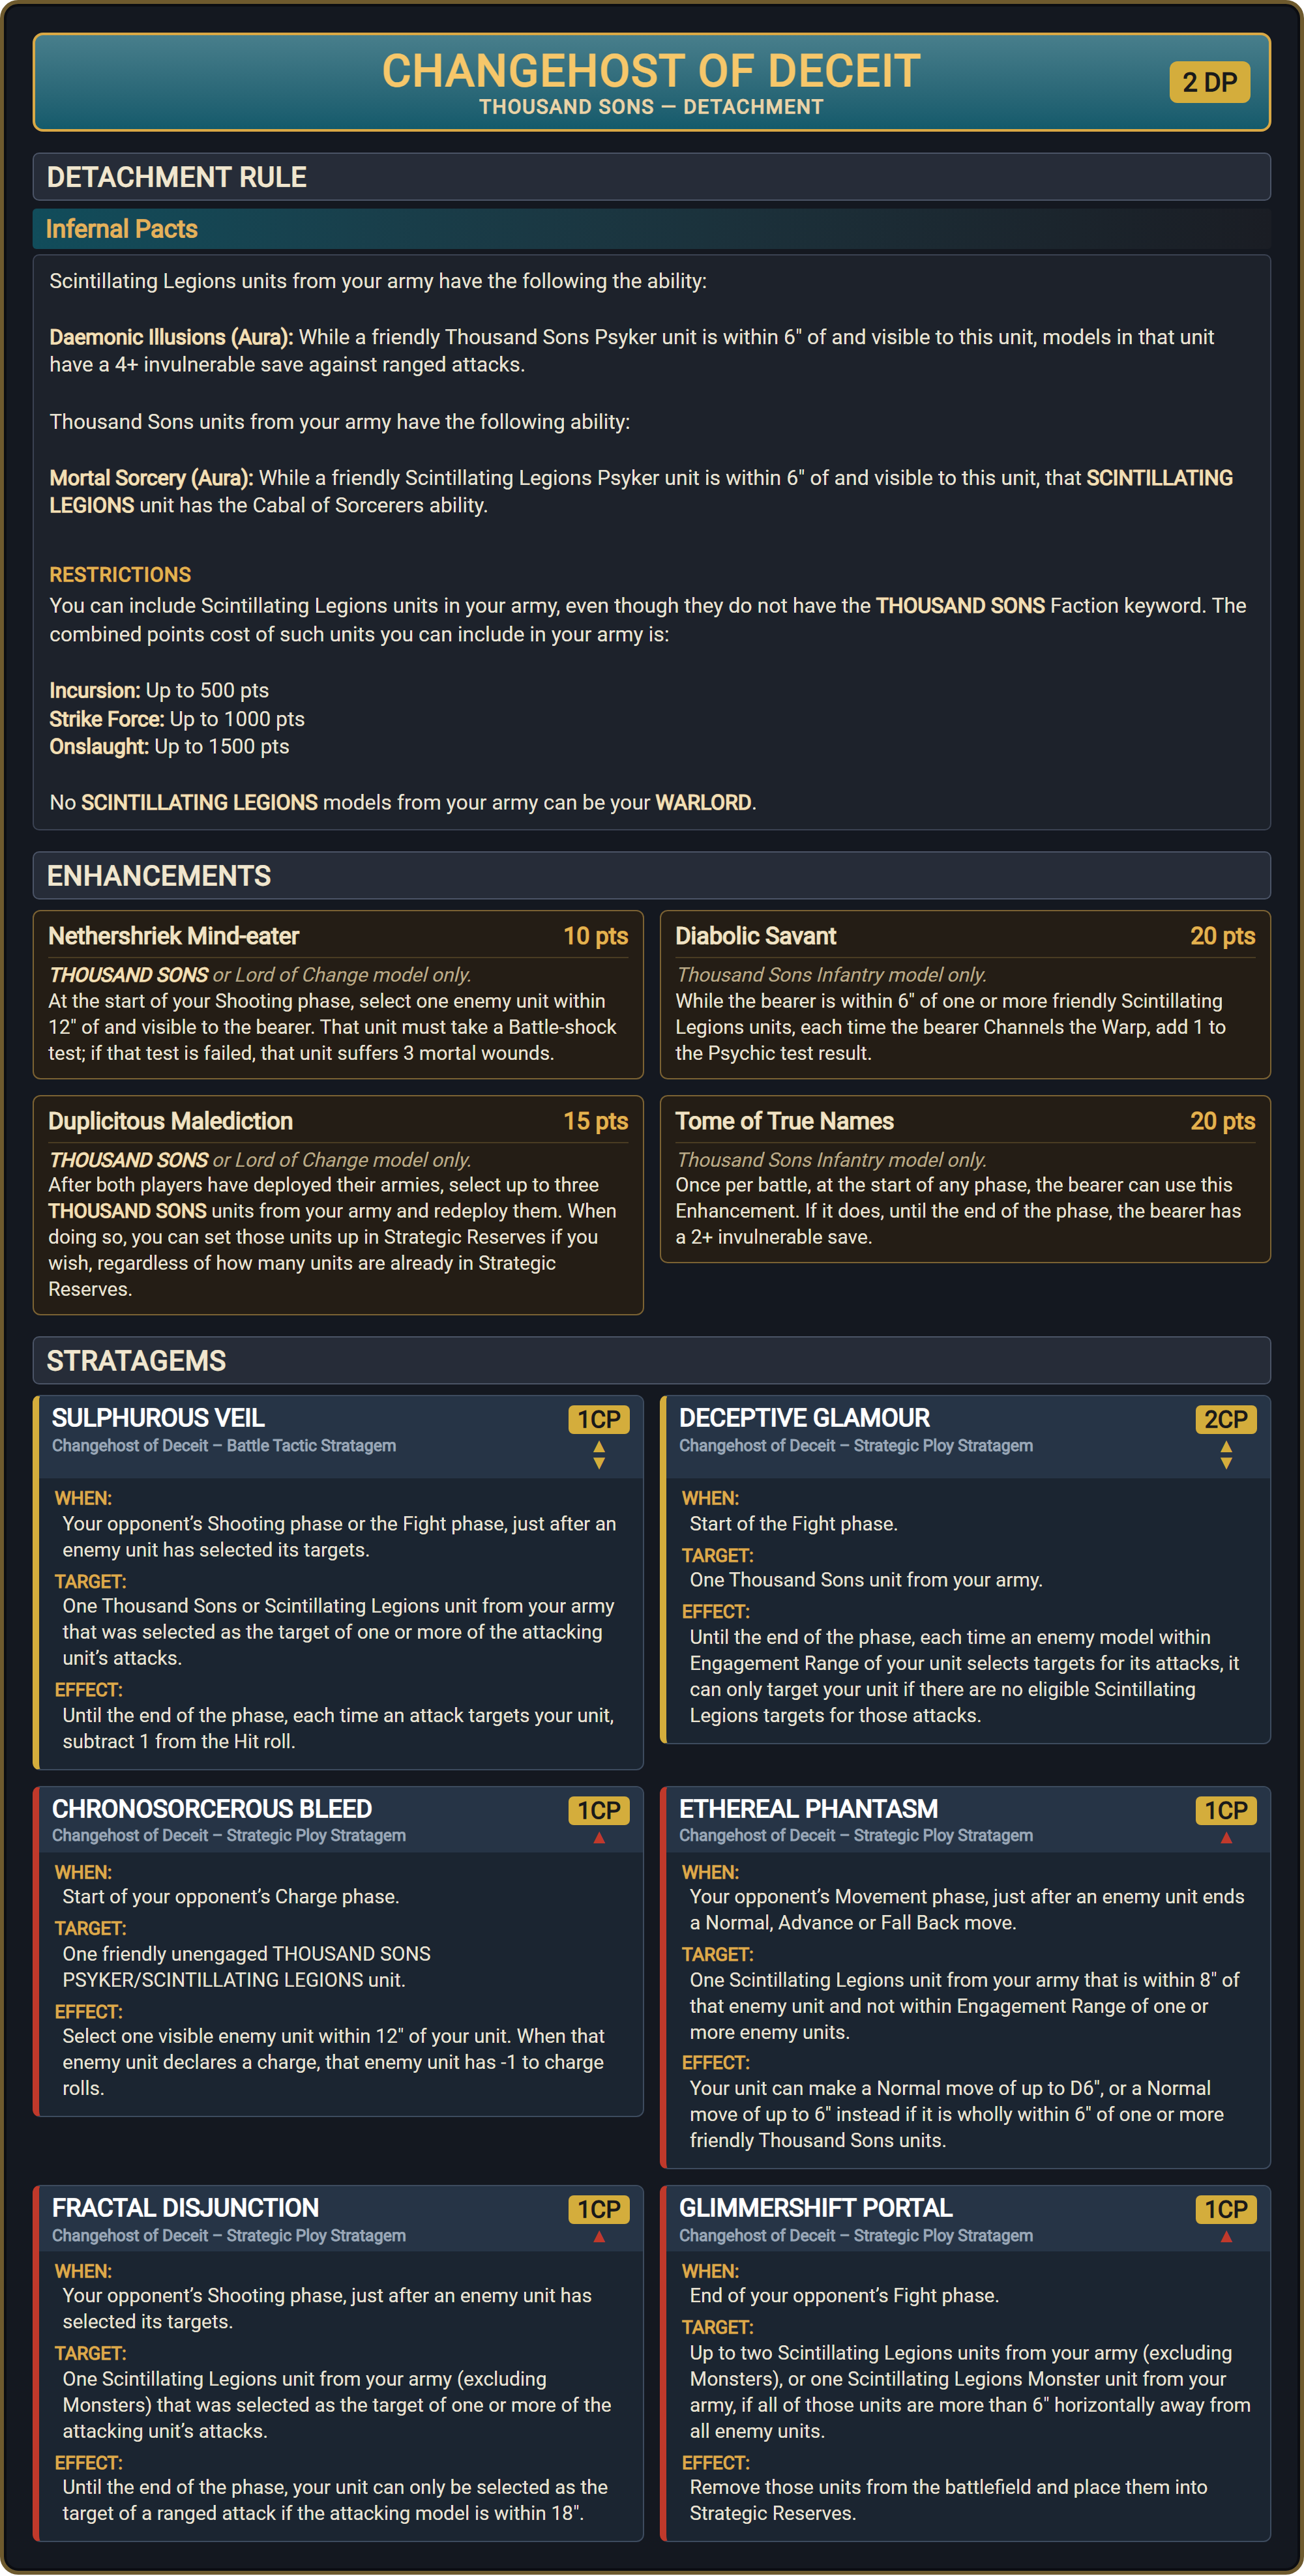 CHANGEHOST OF DECEIT
THOUSAND SONS — DETACHMENT
2 DP
DETACHMENT RULE
Infernal Pacts
Scintillating Legions units from your army have the following the ability:
Daemonic Illusions (Aura): While a friendly Thousand Sons Psyker unit is within 6" of and visible to this unit, models in that unit
have a 4+ invulnerable save against ranged attacks.
Thousand Sons units from your army have the following ability:
Mortal Sorcery (Aura): While a friendly Scintillating Legions Psyker unit is within 6" of and visible to this unit, that SCINTILLATING
LEGIONS unit has the Cabal of Sorcerers ability.
RESTRICTIONS
You can include Scintillating Legions units in your army, even though they do not have the THOUSAND SONS Faction keyword. The
combined points cost of such units you can include in your army is:
Incursion: Up to 500 pts
Strike Force: Up to 1000 pts
Onslaught: Up to 1500 pts
No SCINTILLATING LEGIONS models from your army can be your WARLORD.
ENHANCEMENTS
Nethershriek Mind-eater 10 pts
THOUSAND SONS or Lord of Change model only.
At the start of your Shooting phase, select one enemy unit within
12" of and visible to the bearer. That unit must take a Battle-shock
test; if that test is failed, that unit suffers 3 mortal wounds.
Diabolic Savant 20 pts
Thousand Sons Infantry model only.
While the bearer is within 6" of one or more friendly Scintillating
Legions units, each time the bearer Channels the Warp, add 1 to
the Psychic test result.
Duplicitous Malediction 15 pts
THOUSAND SONS or Lord of Change model only.
After both players have deployed their armies, select up to three
THOUSAND SONS units from your army and redeploy them. When
doing so, you can set those units up in Strategic Reserves if you
wish, regardless of how many units are already in Strategic
Reserves.
Tome of True Names 20 pts
Thousand Sons Infantry model only.
Once per battle, at the start of any phase, the bearer can use this
Enhancement. If it does, until the end of the phase, the bearer has
a 2+ invulnerable save.
STRATAGEMS
SULPHUROUS VEIL 1CP
Changehost of Deceit – Battle Tactic Stratagem
WHEN:
Your opponent’s Shooting phase or the Fight phase, just after an
enemy unit has selected its targets.
TARGET:
One Thousand Sons or Scintillating Legions unit from your army
that was selected as the target of one or more of the attacking
unit’s attacks.
EFFECT:
Until the end of the phase, each time an attack targets your unit,
subtract 1 from the Hit roll.
DECEPTIVE GLAMOUR 2CP
Changehost of Deceit – Strategic Ploy Stratagem
WHEN:
Start of the Fight phase.
TARGET:
One Thousand Sons unit from your army.
EFFECT:
Until the end of the phase, each time an enemy model within
Engagement Range of your unit selects targets for its attacks, it
can only target your unit if there are no eligible Scintillating
Legions targets for those attacks.
CHRONOSORCEROUS BLEED 1CP
Changehost of Deceit – Strategic Ploy Stratagem
WHEN:
Start of your opponent’s Charge phase.
TARGET:
One friendly unengaged THOUSAND SONS
PSYKER/SCINTILLATING LEGIONS unit.
EFFECT:
Select one visible enemy unit within 12" of your unit. When that
enemy unit declares a charge, that enemy unit has -1 to charge
rolls.
ETHEREAL PHANTASM 1CP
Changehost of Deceit – Strategic Ploy Stratagem
WHEN:
Your opponent’s Movement phase, just after an enemy unit ends
a Normal, Advance or Fall Back move.
TARGET:
One Scintillating Legions unit from your army that is within 8" of
that enemy unit and not within Engagement Range of one or
more enemy units.
EFFECT:
Your unit can make a Normal move of up to D6", or a Normal
move of up to 6" instead if it is wholly within 6" of one or more
friendly Thousand Sons units.
FRACTAL DISJUNCTION 1CP
Changehost of Deceit – Strategic Ploy Stratagem
WHEN:
Your opponent’s Shooting phase, just after an enemy unit has
selected its targets.
TARGET:
One Scintillating Legions unit from your army (excluding
Monsters) that was selected as the target of one or more of the
attacking unit’s attacks.
EFFECT:
Until the end of the phase, your unit can only be selected as the
target of a ranged attack if the attacking model is within 18".
GLIMMERSHIFT PORTAL 1CP
Changehost of Deceit – Strategic Ploy Stratagem
WHEN:
End of your opponent’s Fight phase.
TARGET:
Up to two Scintillating Legions units from your army (excluding
Monsters), or one Scintillating Legions Monster unit from your
army, if all of those units are more than 6" horizontally away from
all enemy units.
EFFECT:
Remove those units from the battlefield and place them into
Strategic Reserves.